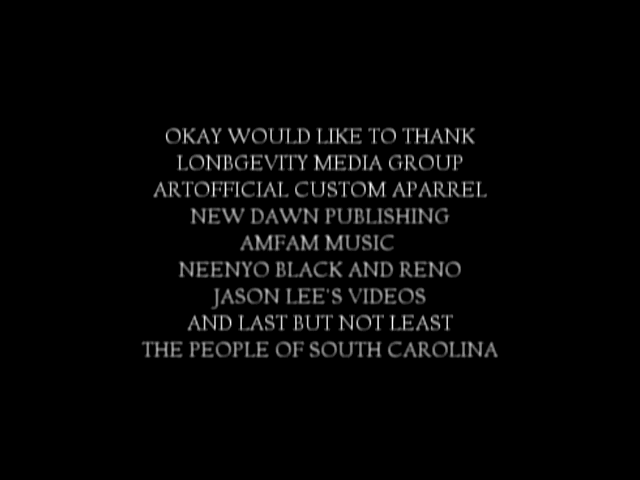 OKAY WOULD LIKE TO THANK
LONBGEVITY MEDIA GROUP
ARTOFFICIAL CUSTOM APARREL
NEW DAWN PUBLISHING
AMFAM MUSIC
NEENYO BLACK AND RENO
JASON LEE'S VIDEOS
AND LAST BUT NOT LEAST
THE PEOPLE OF SOUTH CAROLINA